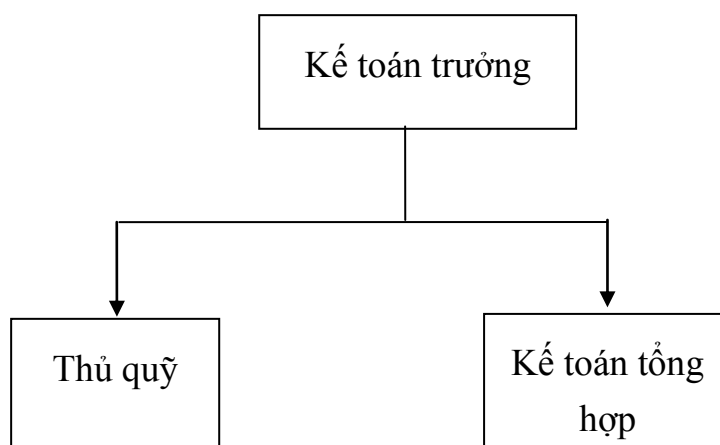 Kế toán trưởng
Thủ quỹ
Kế toán tổng
hợp